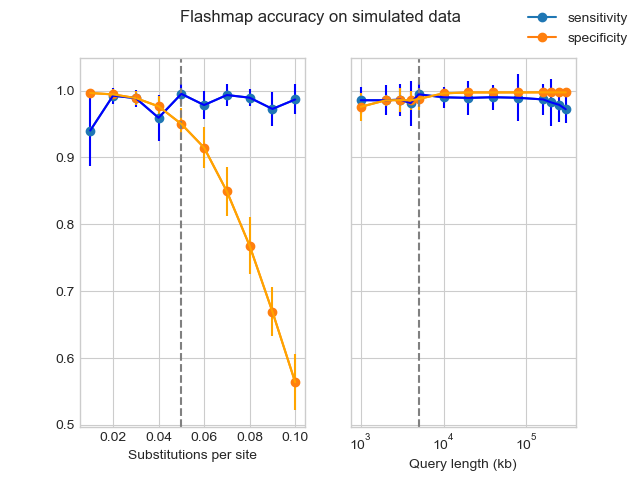 Flashmap accuracy on simulated data
sensitivity
specificity
1.0
0.9
0.8
0.7
0.6
0.5
0.02 0.04 0.06 0.08 0.10
Substitutions per site
10³ 10⁴ 10⁵
Query length (kb)